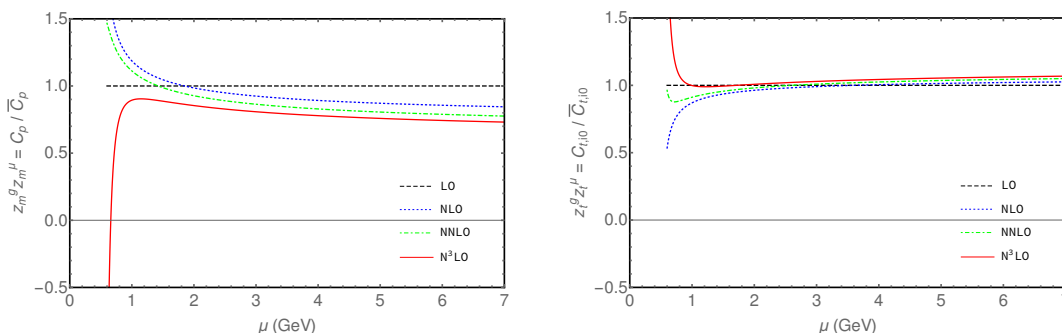 1.5
1.0
0.5
0.0
−0.5
z_m^g z_m^μ = C_p / C̅_p
LO
NLO
NNLO
N³LO
0 1 2 3 4 5 6 7
μ (GeV)
1.5
1.0
0.5
0.0
−0.5
z_t^g z_t^μ = C_{t,i0} / C̅_{t,i0}
LO
NLO
NNLO
N³LO
0 1 2 3 4 5 6
μ (GeV)